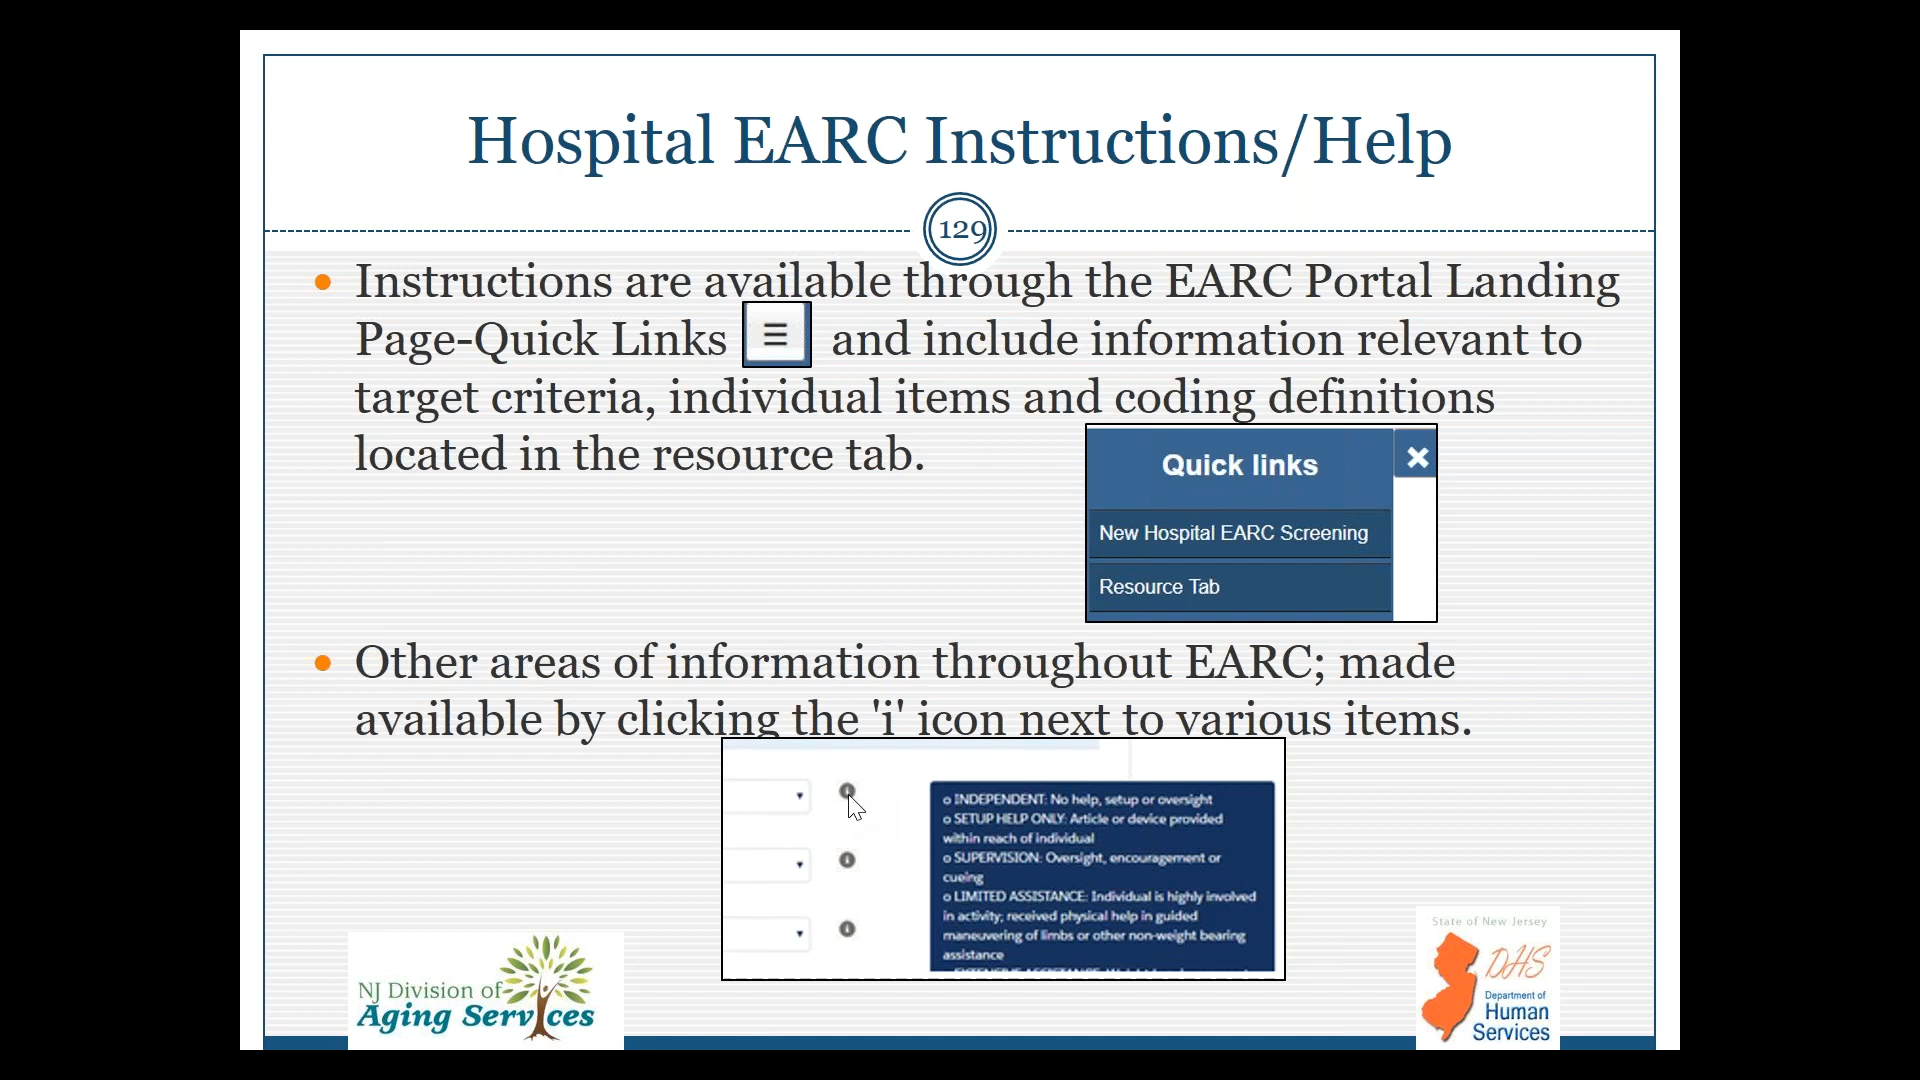 Hospital EARC Instructions/Help
129
Instructions are available through the EARC Portal Landing
Page-Quick Links and include information relevant to
target criteria, individual items and coding definitions
located in the resource tab.
Quick links
New Hospital EARC Screening
Resource Tab
Other areas of information throughout EARC; made
available by clicking the 'i' icon next to various items.
o INDEPENDENT: No help, setup or oversight
o SETUP HELP ONLY: Article or device provided
within reach of individual
o SUPERVISION: Oversight, encouragement or
cueing
o LIMITED ASSISTANCE: Individual is highly involved
in activity; received physical help in guided
maneuvering of limbs or other non-weight bearing
assistance
NJ Division of
Aging Services
State of New Jersey
DHS
Department of
Human
Services